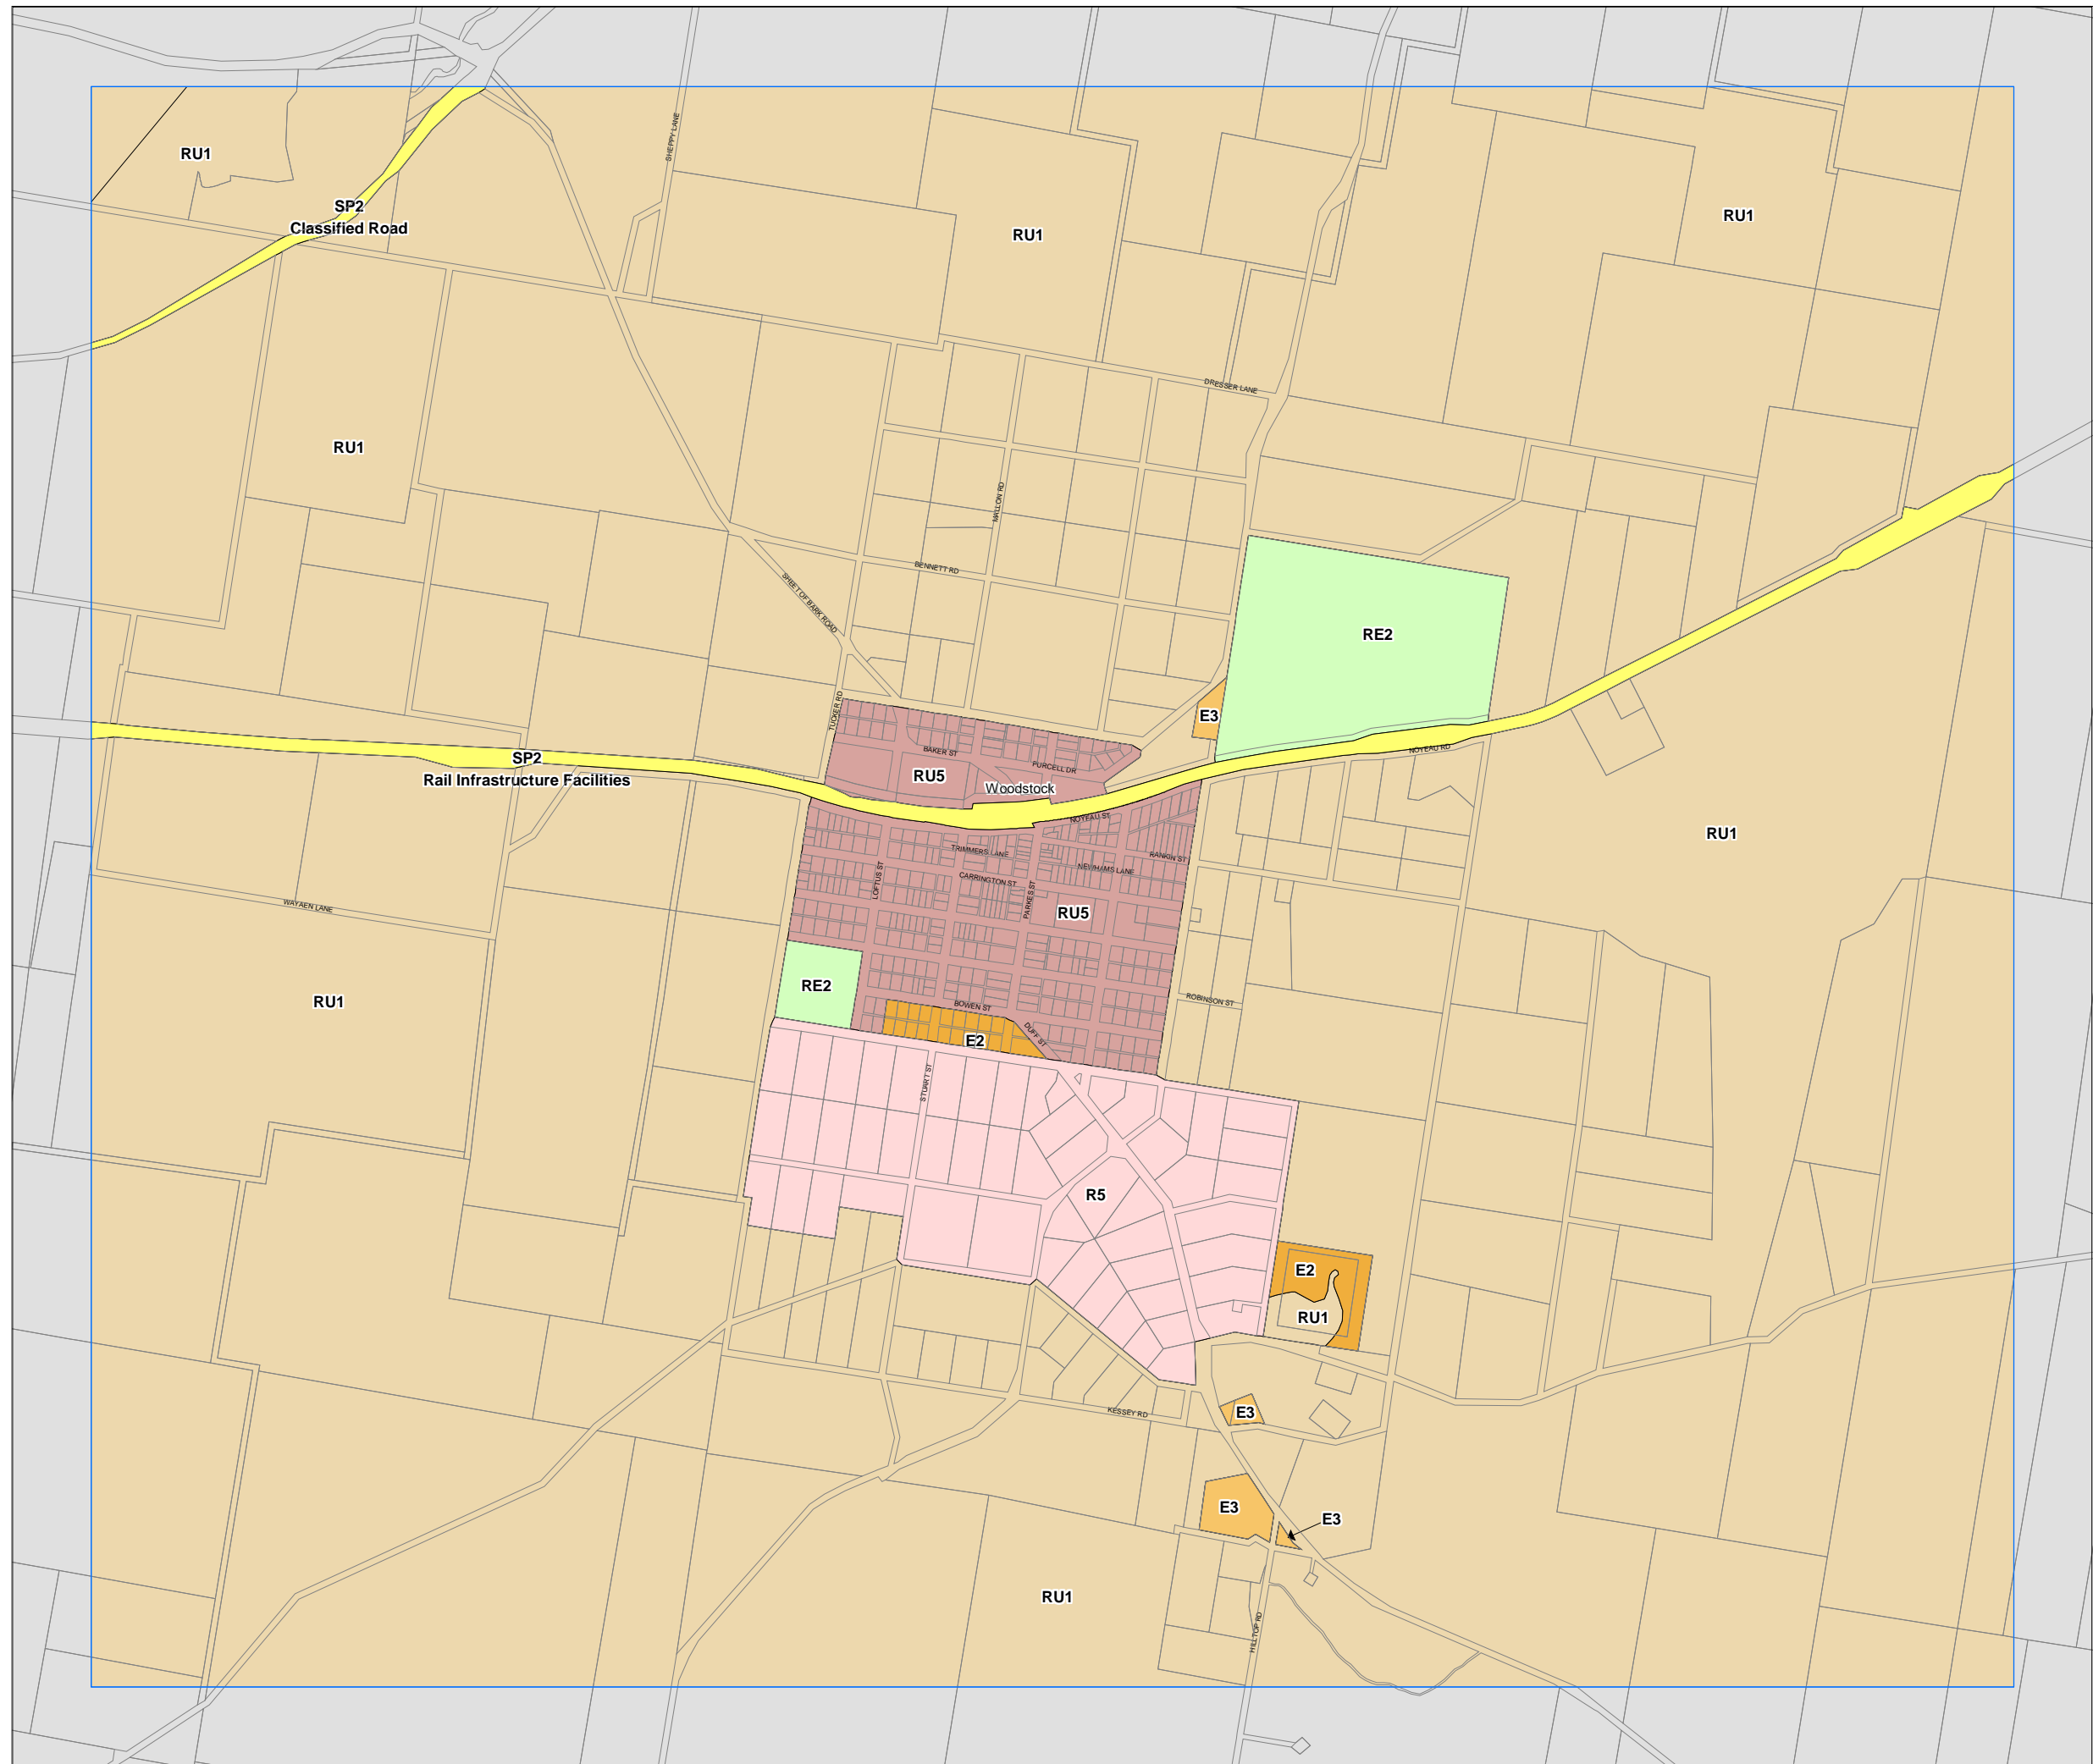 SHEPPY LANE
RU1
SP2
Classified Road
RU1
RU1
DRESSER LANE
RU1
MALLON RD
BENNETT RD
SHEET OF BARK ROAD
RE2
TUCKER RD
E3
BAKER ST
PURCELL DR
NOYEAU RD
SP2
Rail Infrastructure Facilities
RU5
Woodstock
NOYEAU ST
RU1
TRIMMERS LANE
RANKIN ST
NEWHAMS LANE
LOFTUS ST
CARRINGTON ST
PARKES ST
WAYAEN LANE
RU5
RE2
RU1
ROBINSON ST
BOWEN ST
DUFF ST
E2
STUART ST
R5
E2
RU1
KESSEY RD
E3
E3
E3
RU1
HILLTOP RD